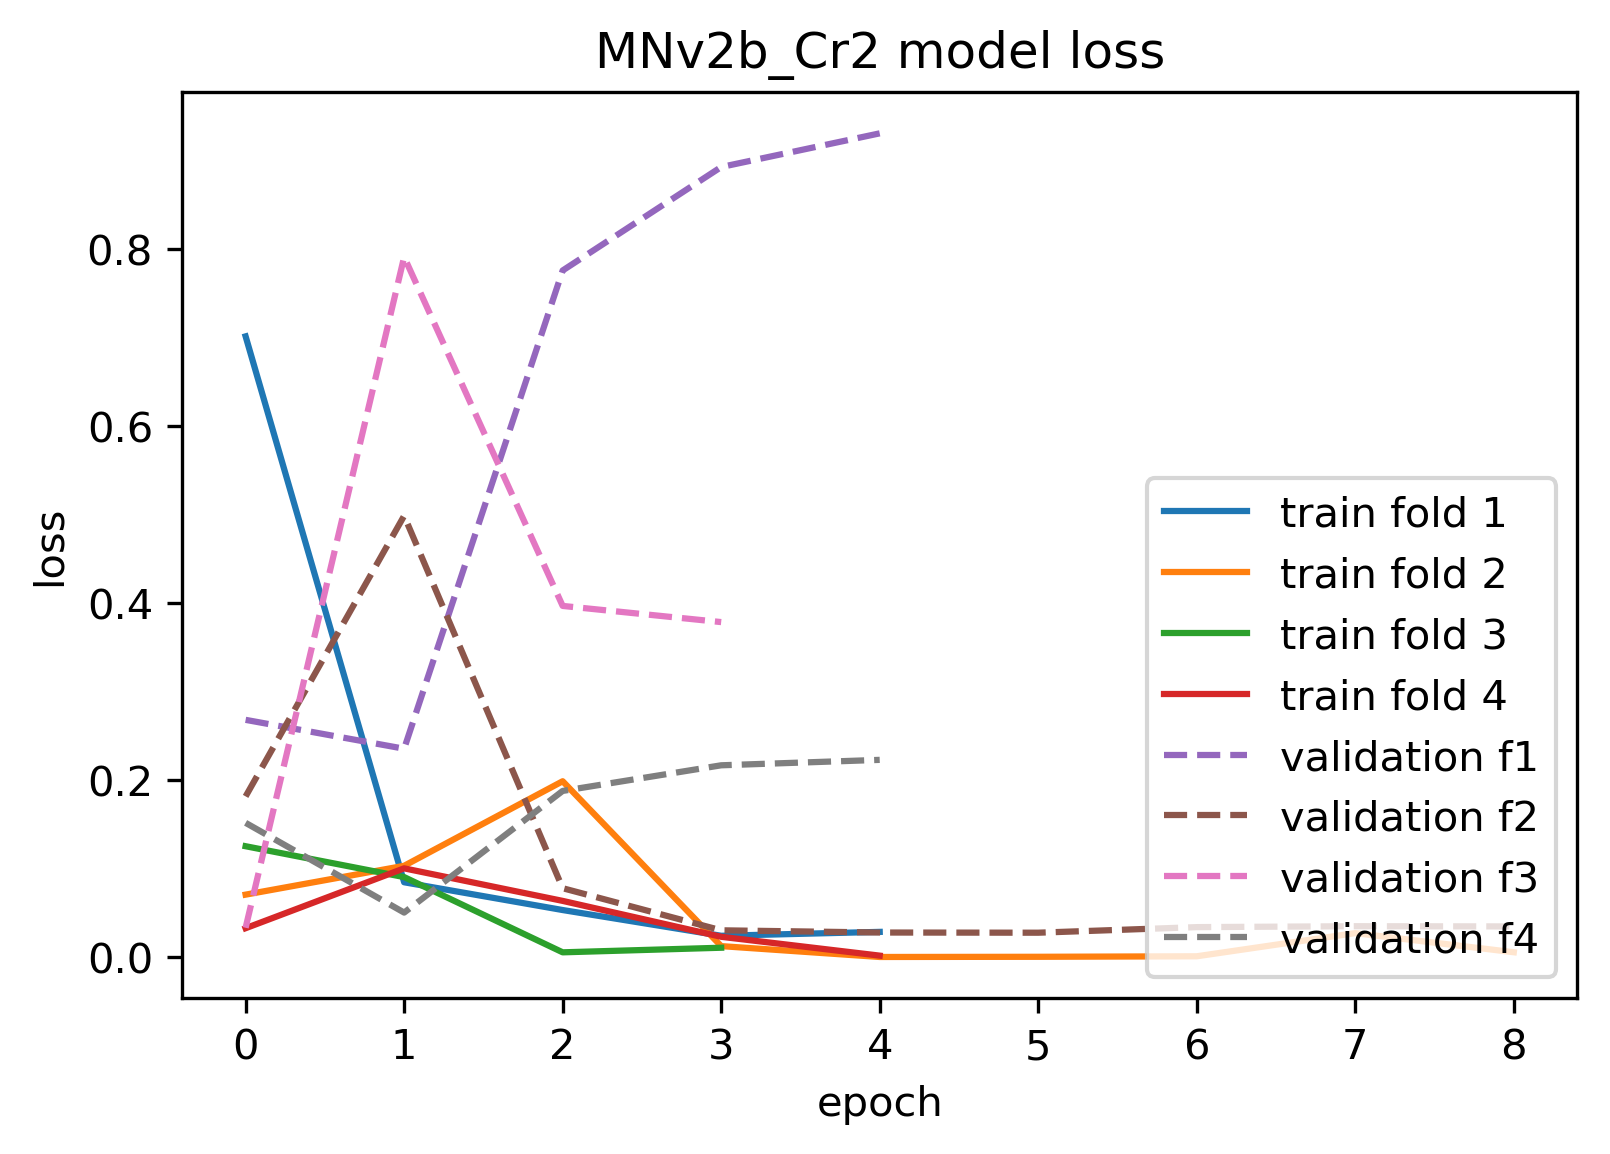 MNv2b_Cr2 model loss
loss
0.8
0.6
0.4
0.2
0.0
train fold 1
train fold 2
train fold 3
train fold 4
validation f1
validation f2
validation f3
validation f4
0 1 2 3 4 5 6 7 8
epoch